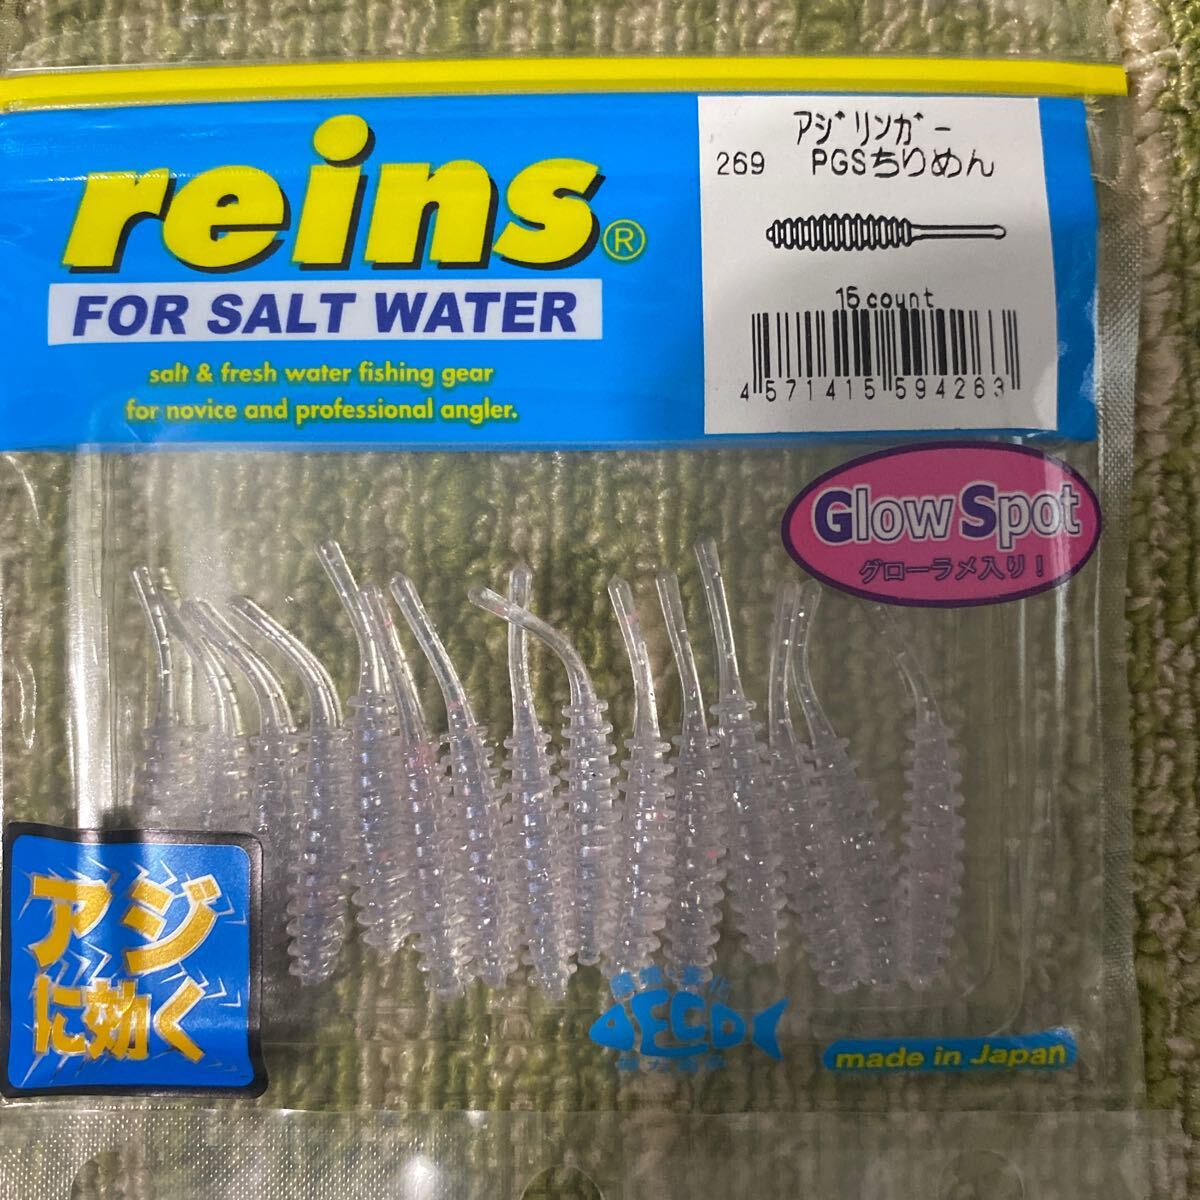 reins®
FOR SALT WATER
salt & fresh water fishing gear
for novice and professional angler.
アジリンガー
269 PGSちりめん
15 count
4 571415 594263
Glow Spot
グローラメ入り!
アジ
に効く
ECO
made in Japan